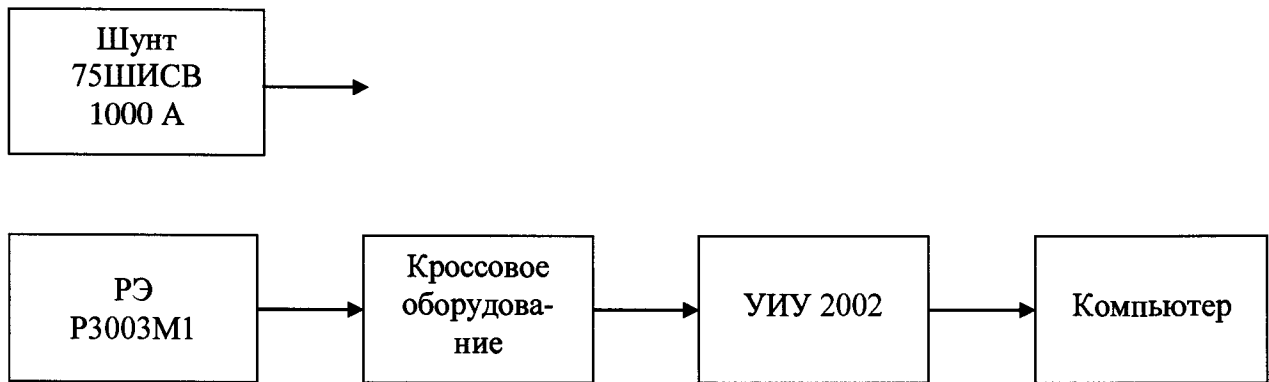 Шунт
75ШИСВ
1000 А
РЭ
Р3003М1
Кроссовое
оборудова-
ние
УИУ 2002
Компьютер